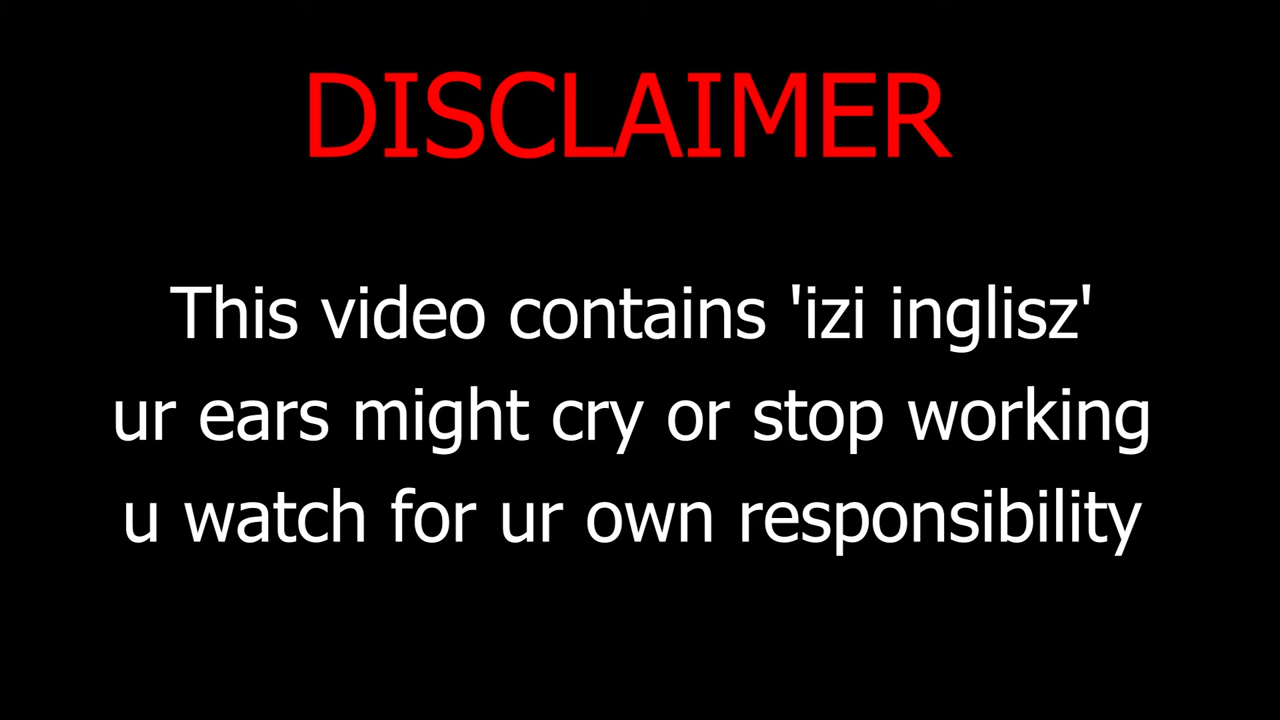 DISCLAIMER
This video contains 'izi inglisz'
ur ears might cry or stop working
u watch for ur own responsibility